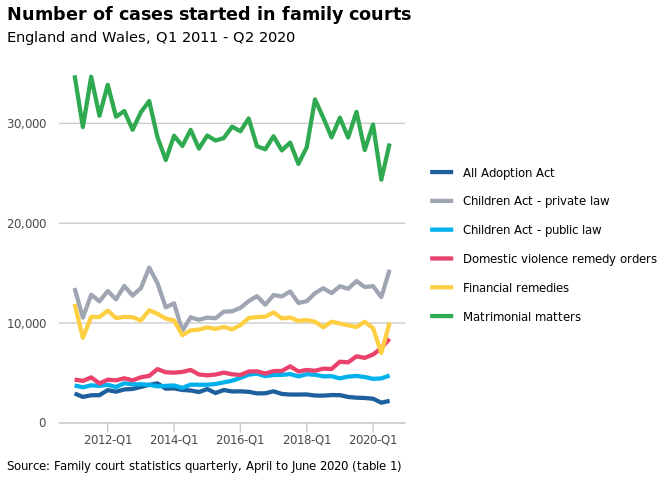 Number of cases started in family courts
England and Wales, Q1 2011 - Q2 2020
30,000
20,000
10,000
0
2012-Q1 2014-Q1 2016-Q1 2018-Q1 2020-Q1
All Adoption Act
Children Act - private law
Children Act - public law
Domestic violence remedy orders
Financial remedies
Matrimonial matters
Source: Family court statistics quarterly, April to June 2020 (table 1)